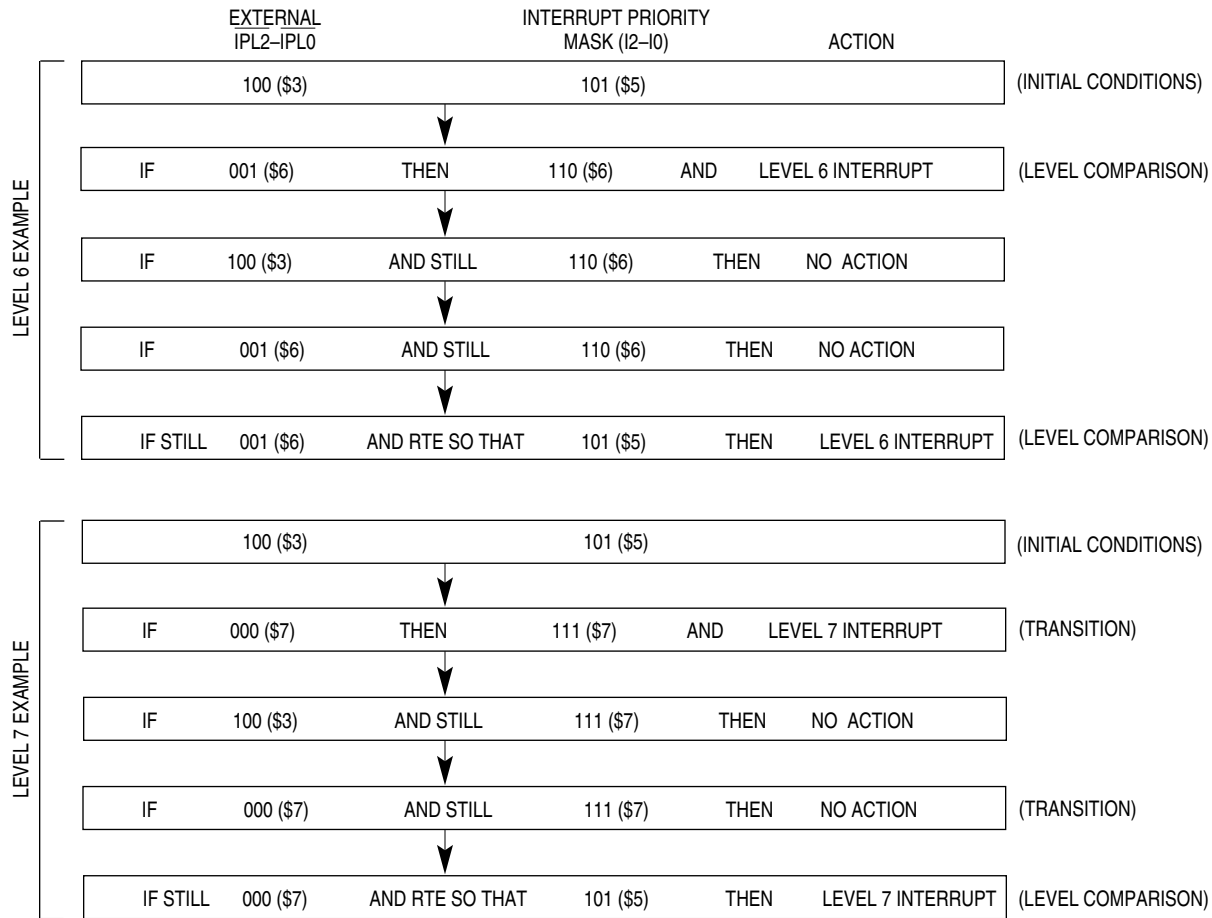 EXTERNAL INTERRUPT PRIORITY
IPL2–IPL0 MASK (I2–I0) ACTION
LEVEL 6 EXAMPLE
100 ($3) 101 ($5) (INITIAL CONDITIONS)
IF 001 ($6) THEN 110 ($6) AND LEVEL 6 INTERRUPT (LEVEL COMPARISON)
IF 100 ($3) AND STILL 110 ($6) THEN NO ACTION
IF 001 ($6) AND STILL 110 ($6) THEN NO ACTION
IF STILL 001 ($6) AND RTE SO THAT 101 ($5) THEN LEVEL 6 INTERRUPT (LEVEL COMPARISON)
LEVEL 7 EXAMPLE
100 ($3) 101 ($5) (INITIAL CONDITIONS)
IF 000 ($7) THEN 111 ($7) AND LEVEL 7 INTERRUPT (TRANSITION)
IF 100 ($3) AND STILL 111 ($7) THEN NO ACTION
IF 000 ($7) AND STILL 111 ($7) THEN NO ACTION (TRANSITION)
IF STILL 000 ($7) AND RTE SO THAT 101 ($5) THEN LEVEL 7 INTERRUPT (LEVEL COMPARISON)